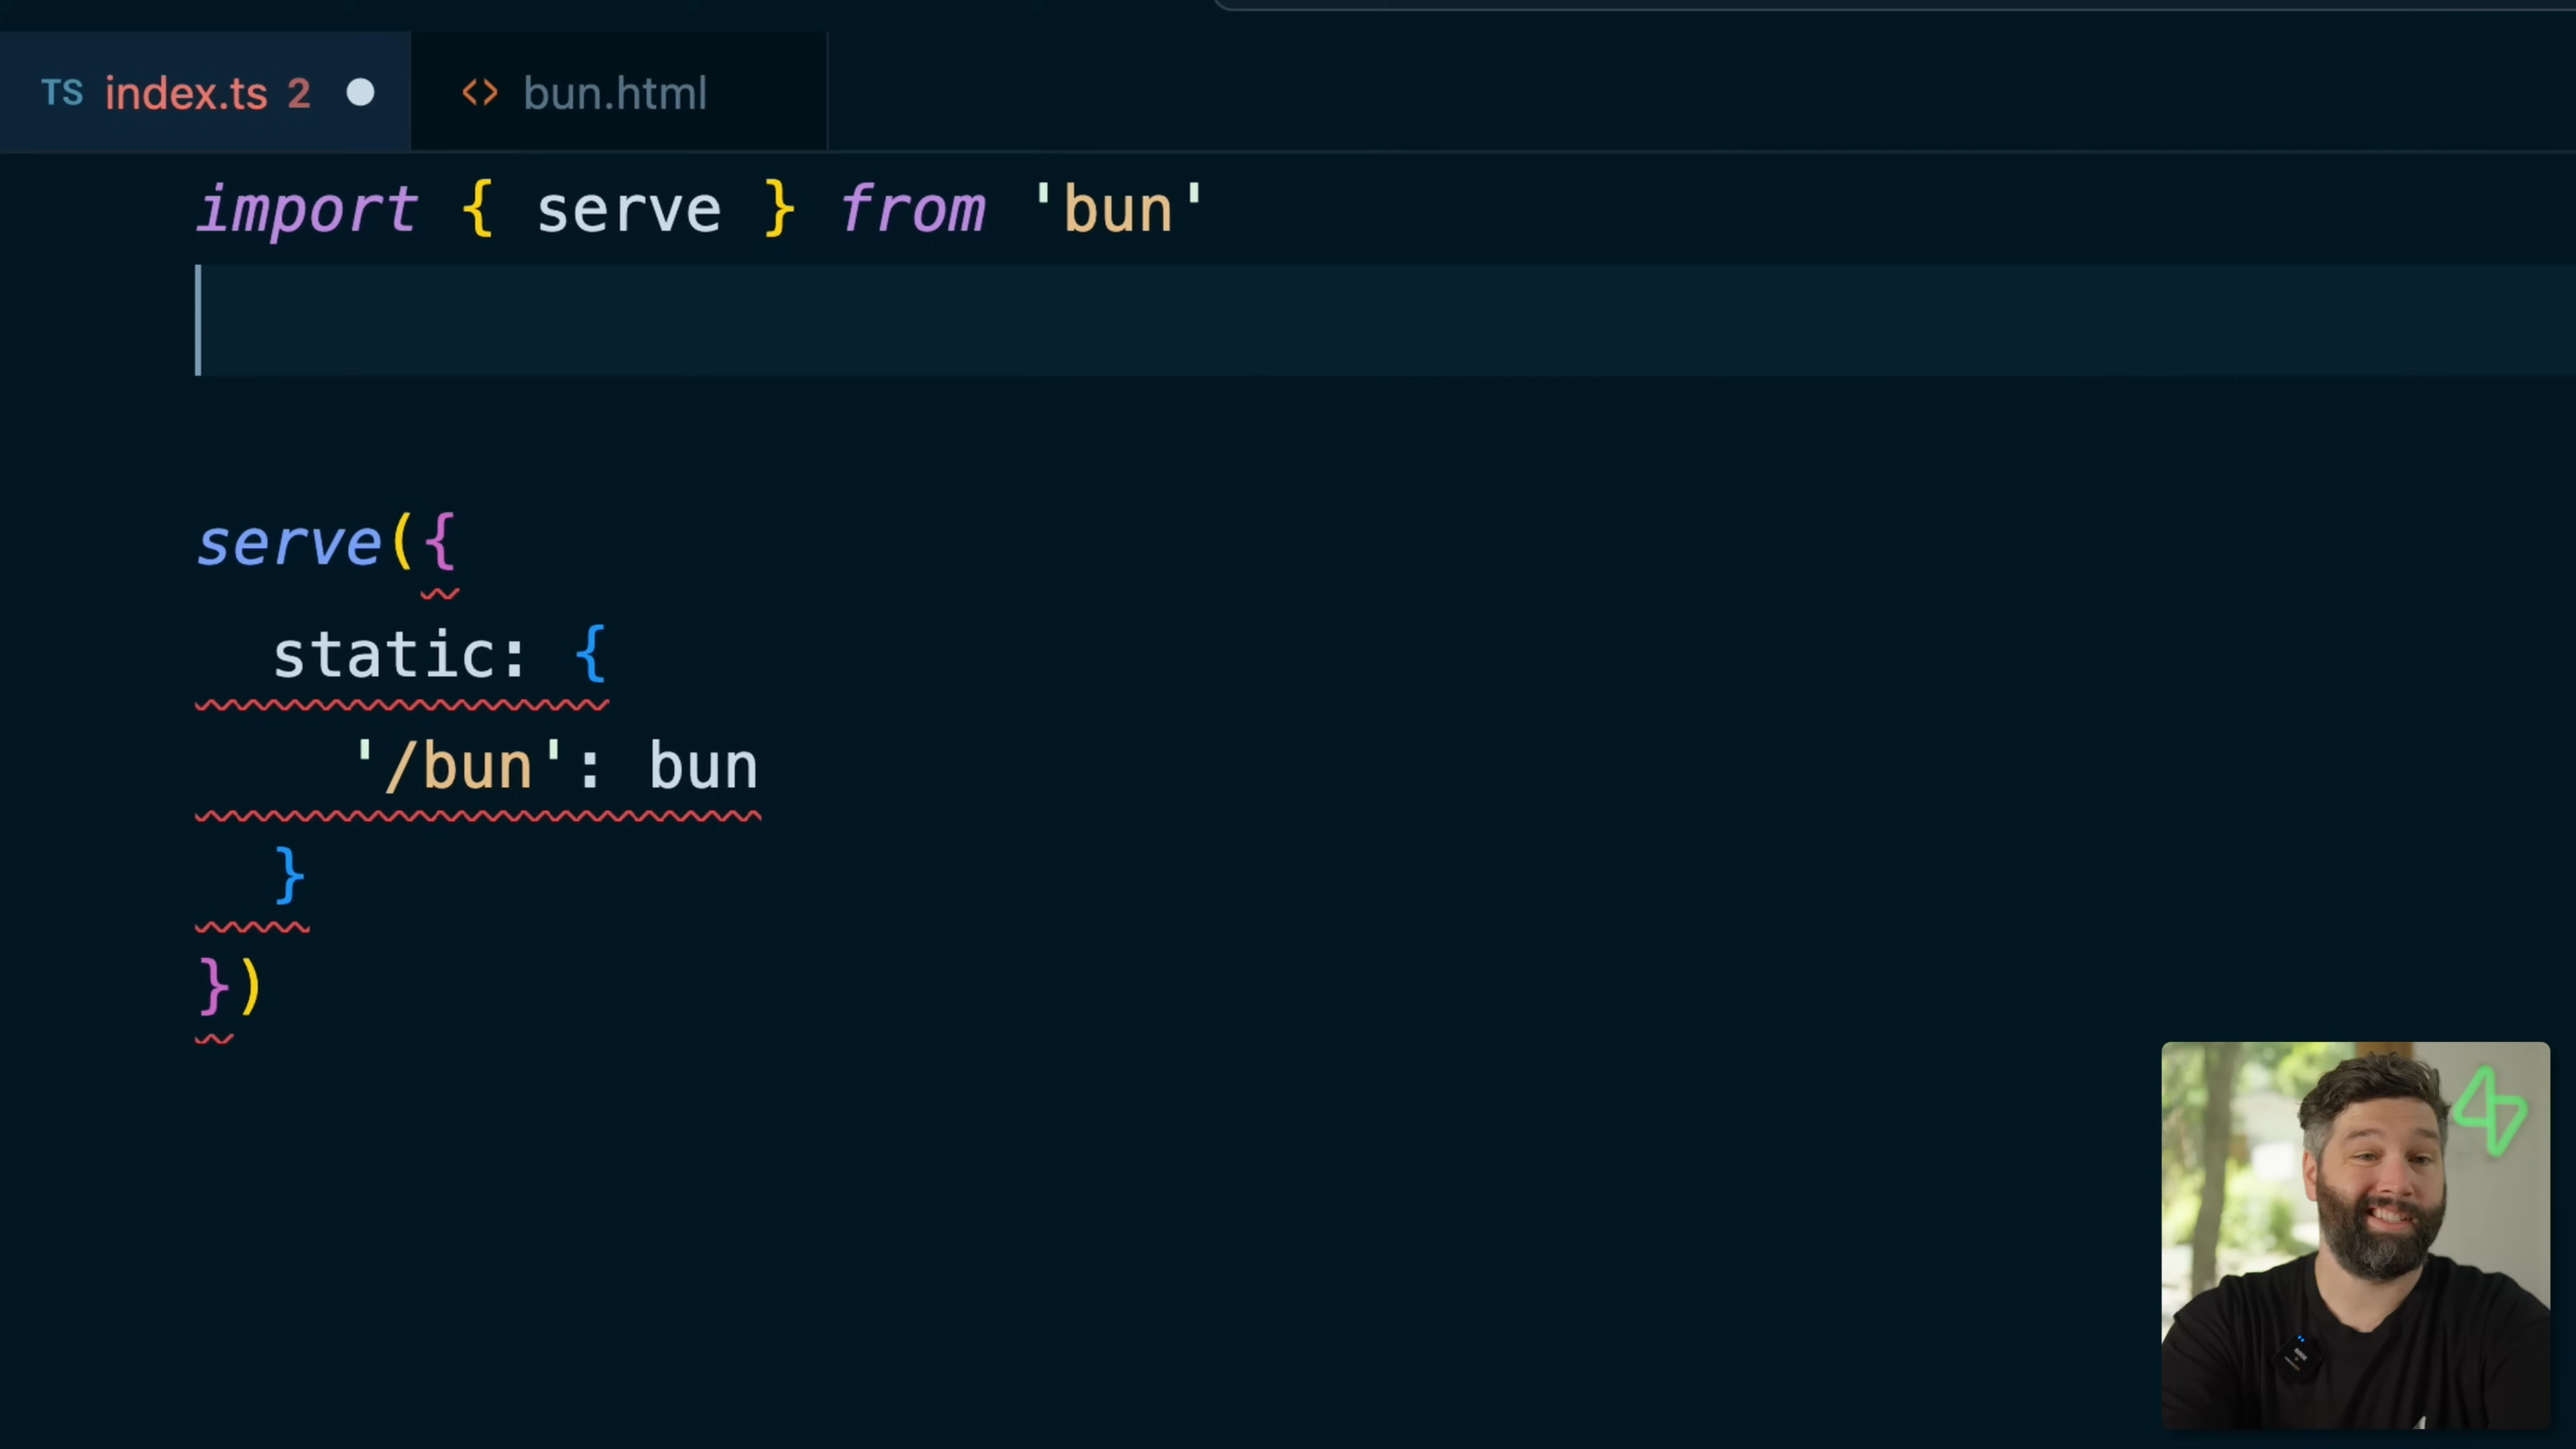 TS index.ts 2 <> bun.html
import { serve } from 'bun'
serve({
static: {
'/bun': bun
}
})